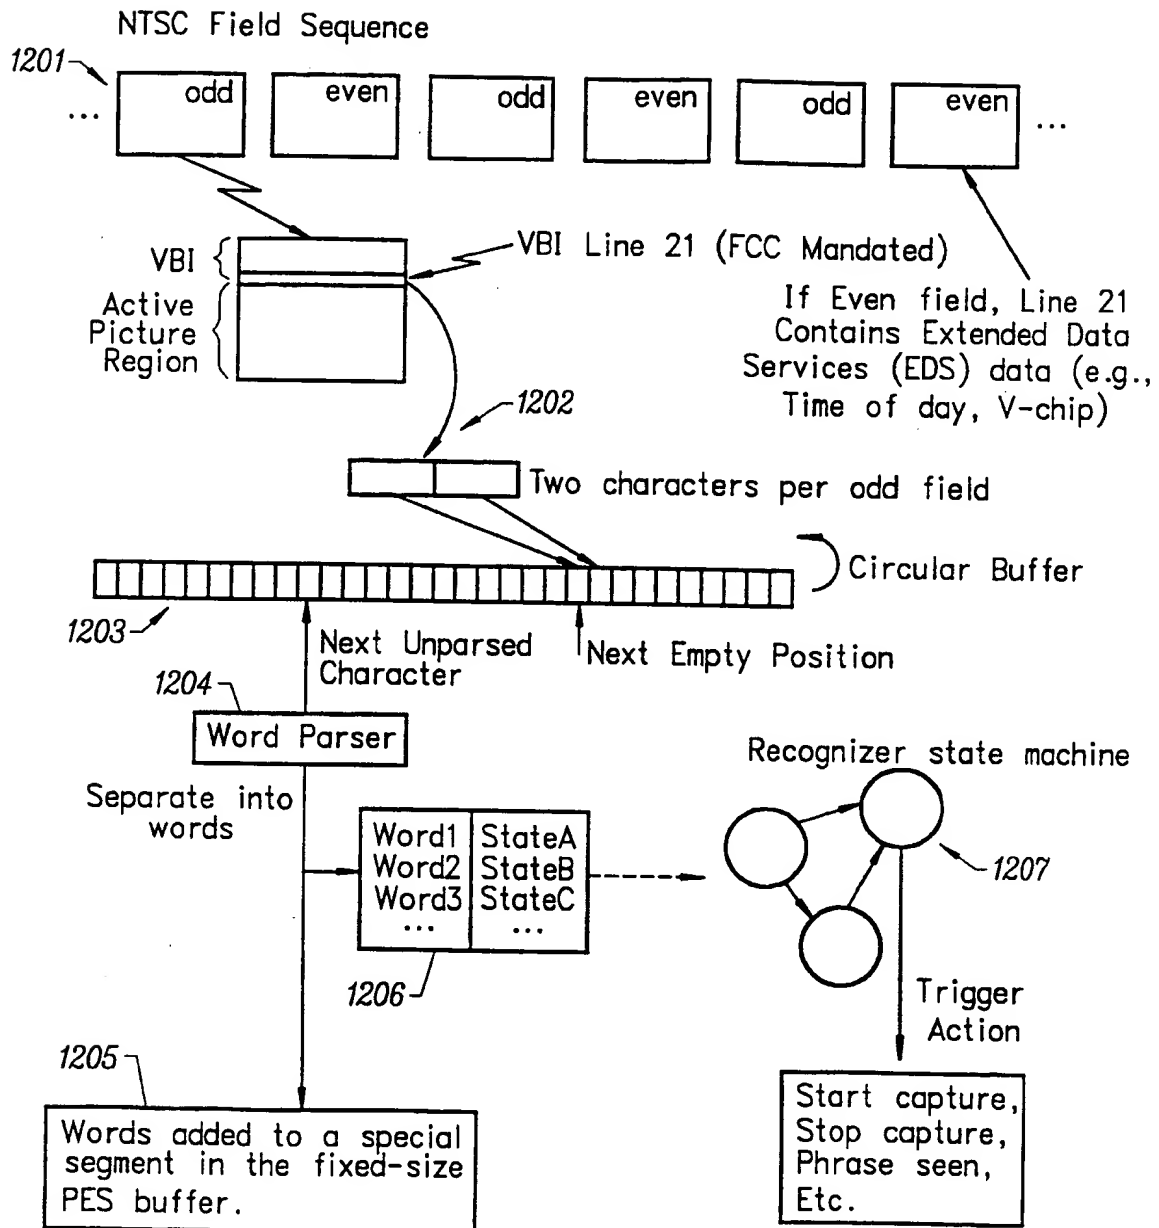 NTSC Field Sequence
1201
... odd even odd even odd even ...
VBI
VBI Line 21 (FCC Mandated)
Active
Picture
Region
If Even field, Line 21
Contains Extended Data
Services (EDS) data (e.g.,
Time of day, V-chip)
1202
Two characters per odd field
Circular Buffer
1203
Next Unparsed
Character
Next Empty Position
1204
Word Parser
Separate into
words
Word1 StateA
Word2 StateB
Word3 StateC
... ...
1206
Recognizer state machine
1207
Trigger
Action
1205
Words added to a special
segment in the fixed-size
PES buffer.
Start capture,
Stop capture,
Phrase seen,
Etc.